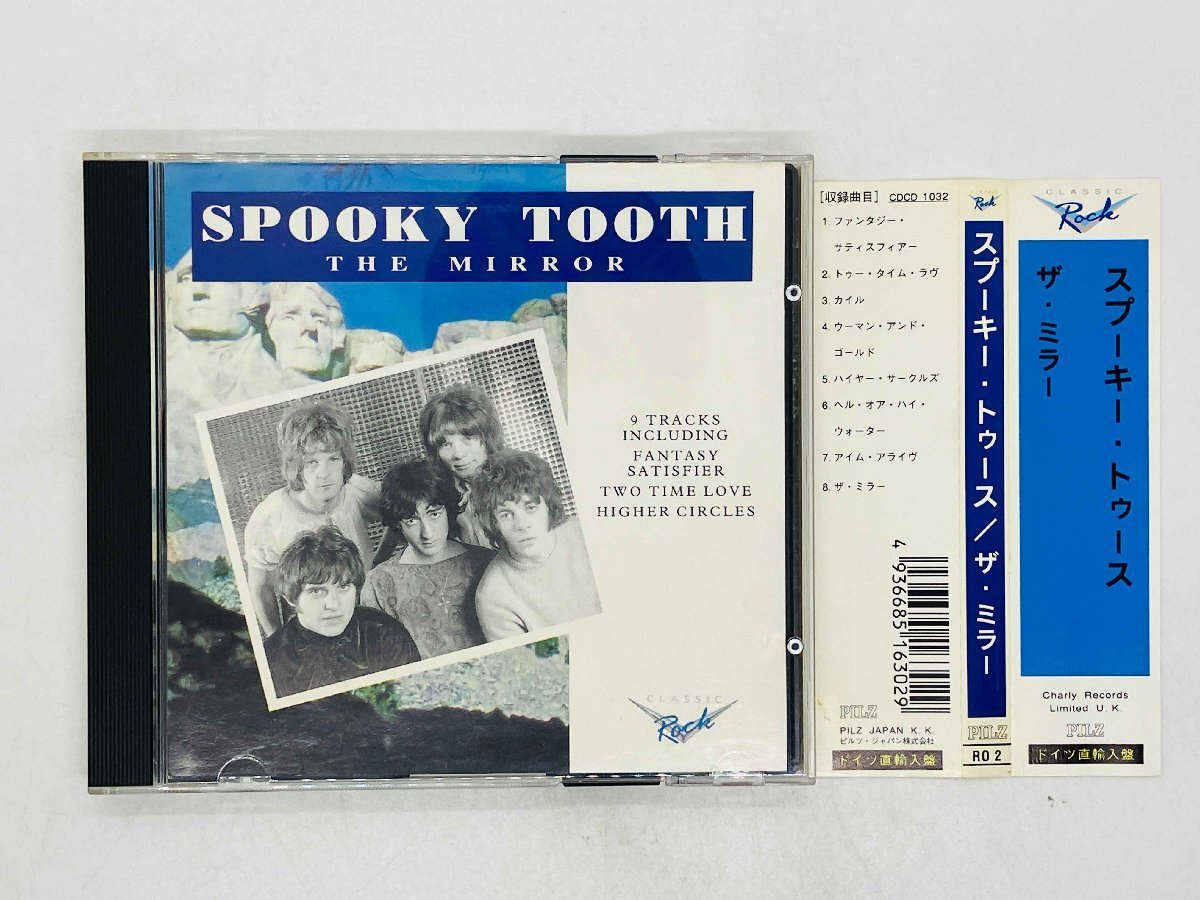 SPOOKY TOOTH
THE MIRROR
9 TRACKS
INCLUDING
FANTASY
SATISFIER
TWO TIME LOVE
HIGHER CIRCLES
CLASSIC
Rock
[収録曲目] CDCD 1032
1. ファンタジー・
サティスフィアー
2. トゥー・タイム・ラヴ
3. カイル
4. ウーマン・アンド・
ゴールド
5. ハイヤー・サークルズ
6. ヘル・オア・ハイ・
ウォーター
7. アイム・アライヴ
8. ザ・ミラー
4 936685 163029
PILZ
PILZ JAPAN K. K.
ピルツ・ジャパン株式会社
ドイツ直輸入盤
CLASSIC
Rock
スプーキー・トゥース/ザ・ミラー
PILZ
RO 2
CLASSIC
Rock
スプーキー・トゥース
ザ・ミラー
Charly Records
Limited U. K.
PILZ
ドイツ直輸入盤